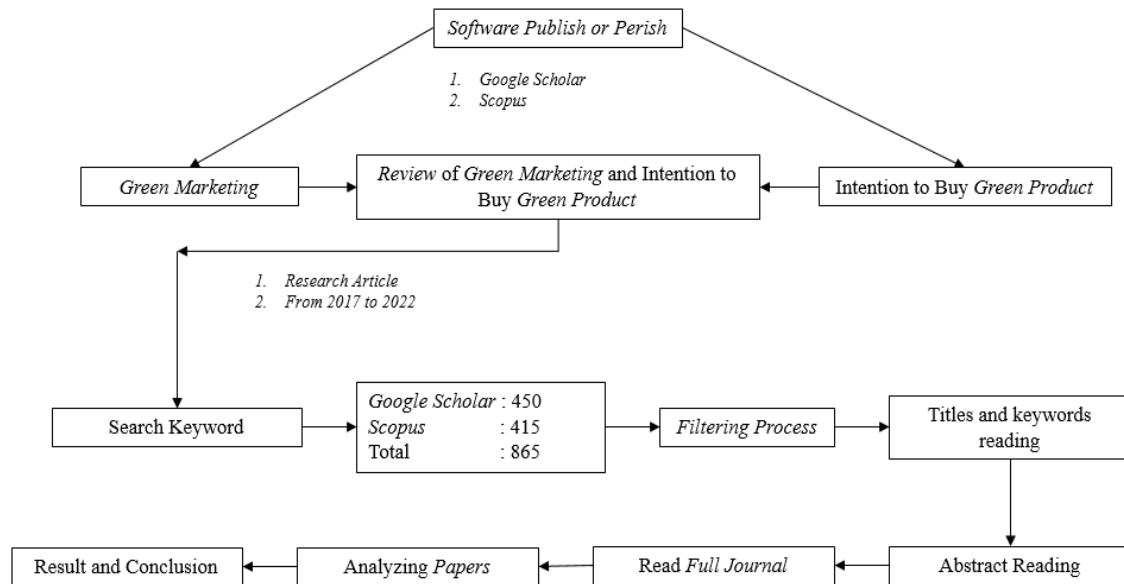 Software Publish or Perish
1. Google Scholar
2. Scopus
Green Marketing
Review of Green Marketing and Intention to
Buy Green Product
Intention to Buy Green Product
1. Research Article
2. From 2017 to 2022
Search Keyword
Google Scholar : 450
Scopus : 415
Total : 865
Filtering Process
Titles and keywords
reading
Result and Conclusion
Analyzing Papers
Read Full Journal
Abstract Reading